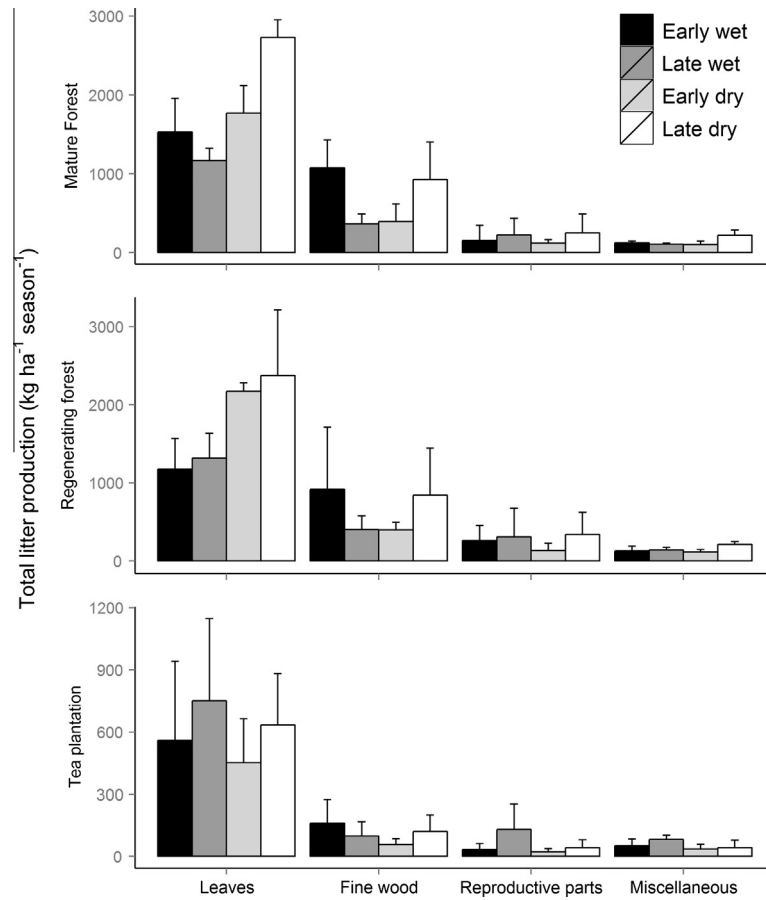 Early wet
Late wet
Early dry
Late dry
Total litter production (kg ha⁻¹ season⁻¹)
Mature Forest
3000
2000
1000
0
Regenerating forest
3000
2000
1000
0
Tea plantation
1200
900
600
300
0
Leaves Fine wood Reproductive parts Miscellaneous